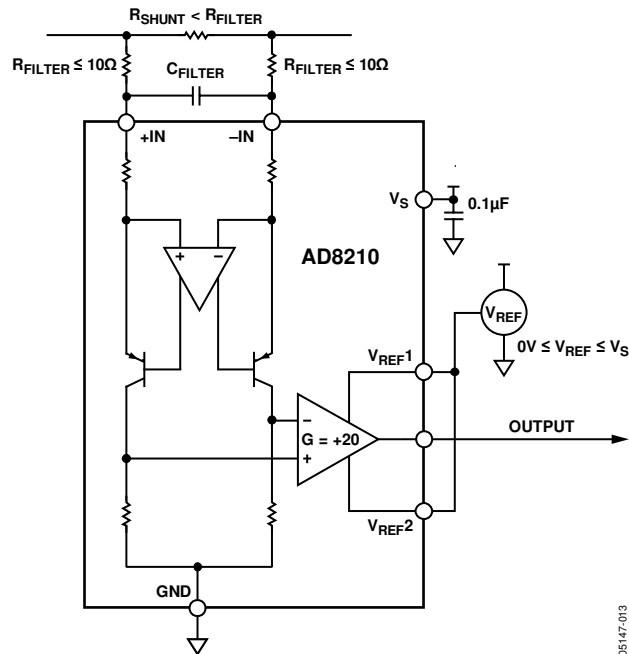 RSHUNT < RFILTER
RFILTER ≤ 10Ω
CFILTER
RFILTER ≤ 10Ω
+IN
–IN
VS
0.1µF
+
–
AD8210
VREF
0V ≤ VREF ≤ VS
VREF1
–
G = +20
+
OUTPUT
VREF2
GND
05147-013